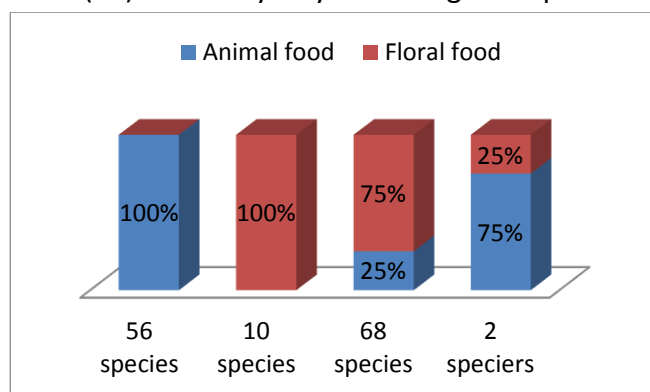 Animal food Floral food
100% 100% 75% 25% 25% 75%
56 species
10 species
68 species
2 speciers